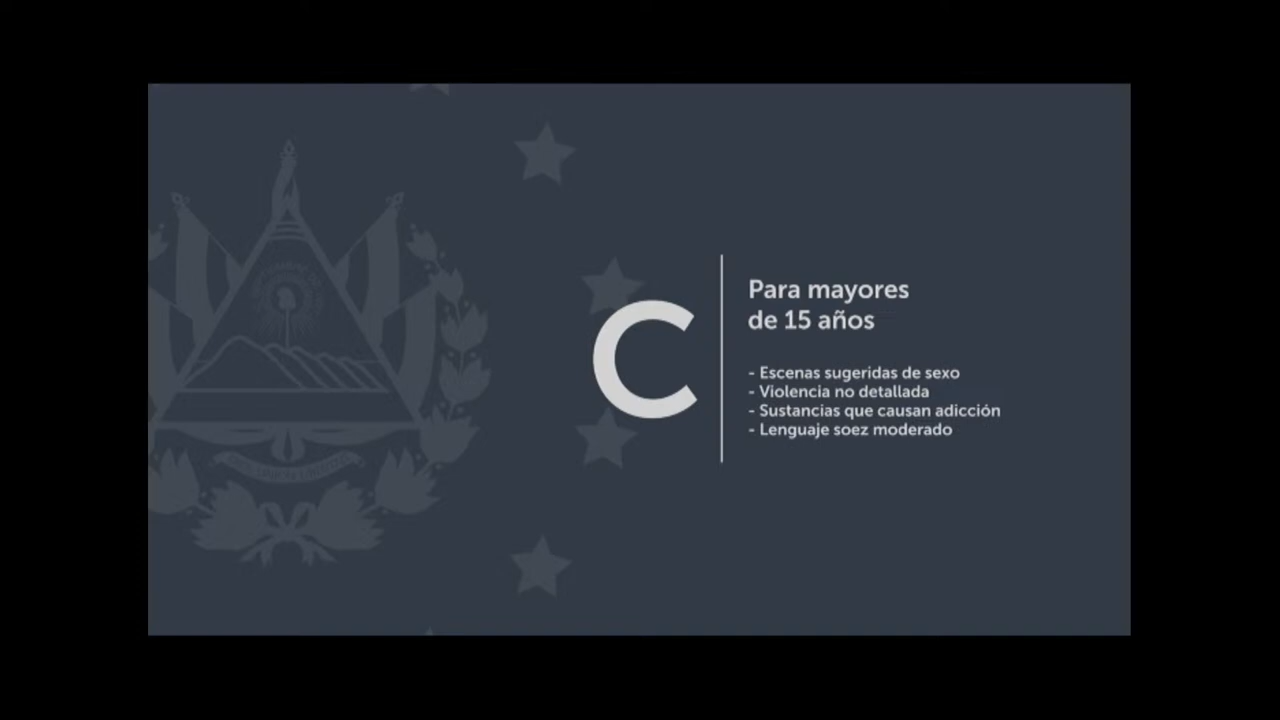 C
Para mayores
de 15 años
- Escenas sugeridas de sexo
- Violencia no detallada
- Sustancias que causan adicción
- Lenguaje soez moderado